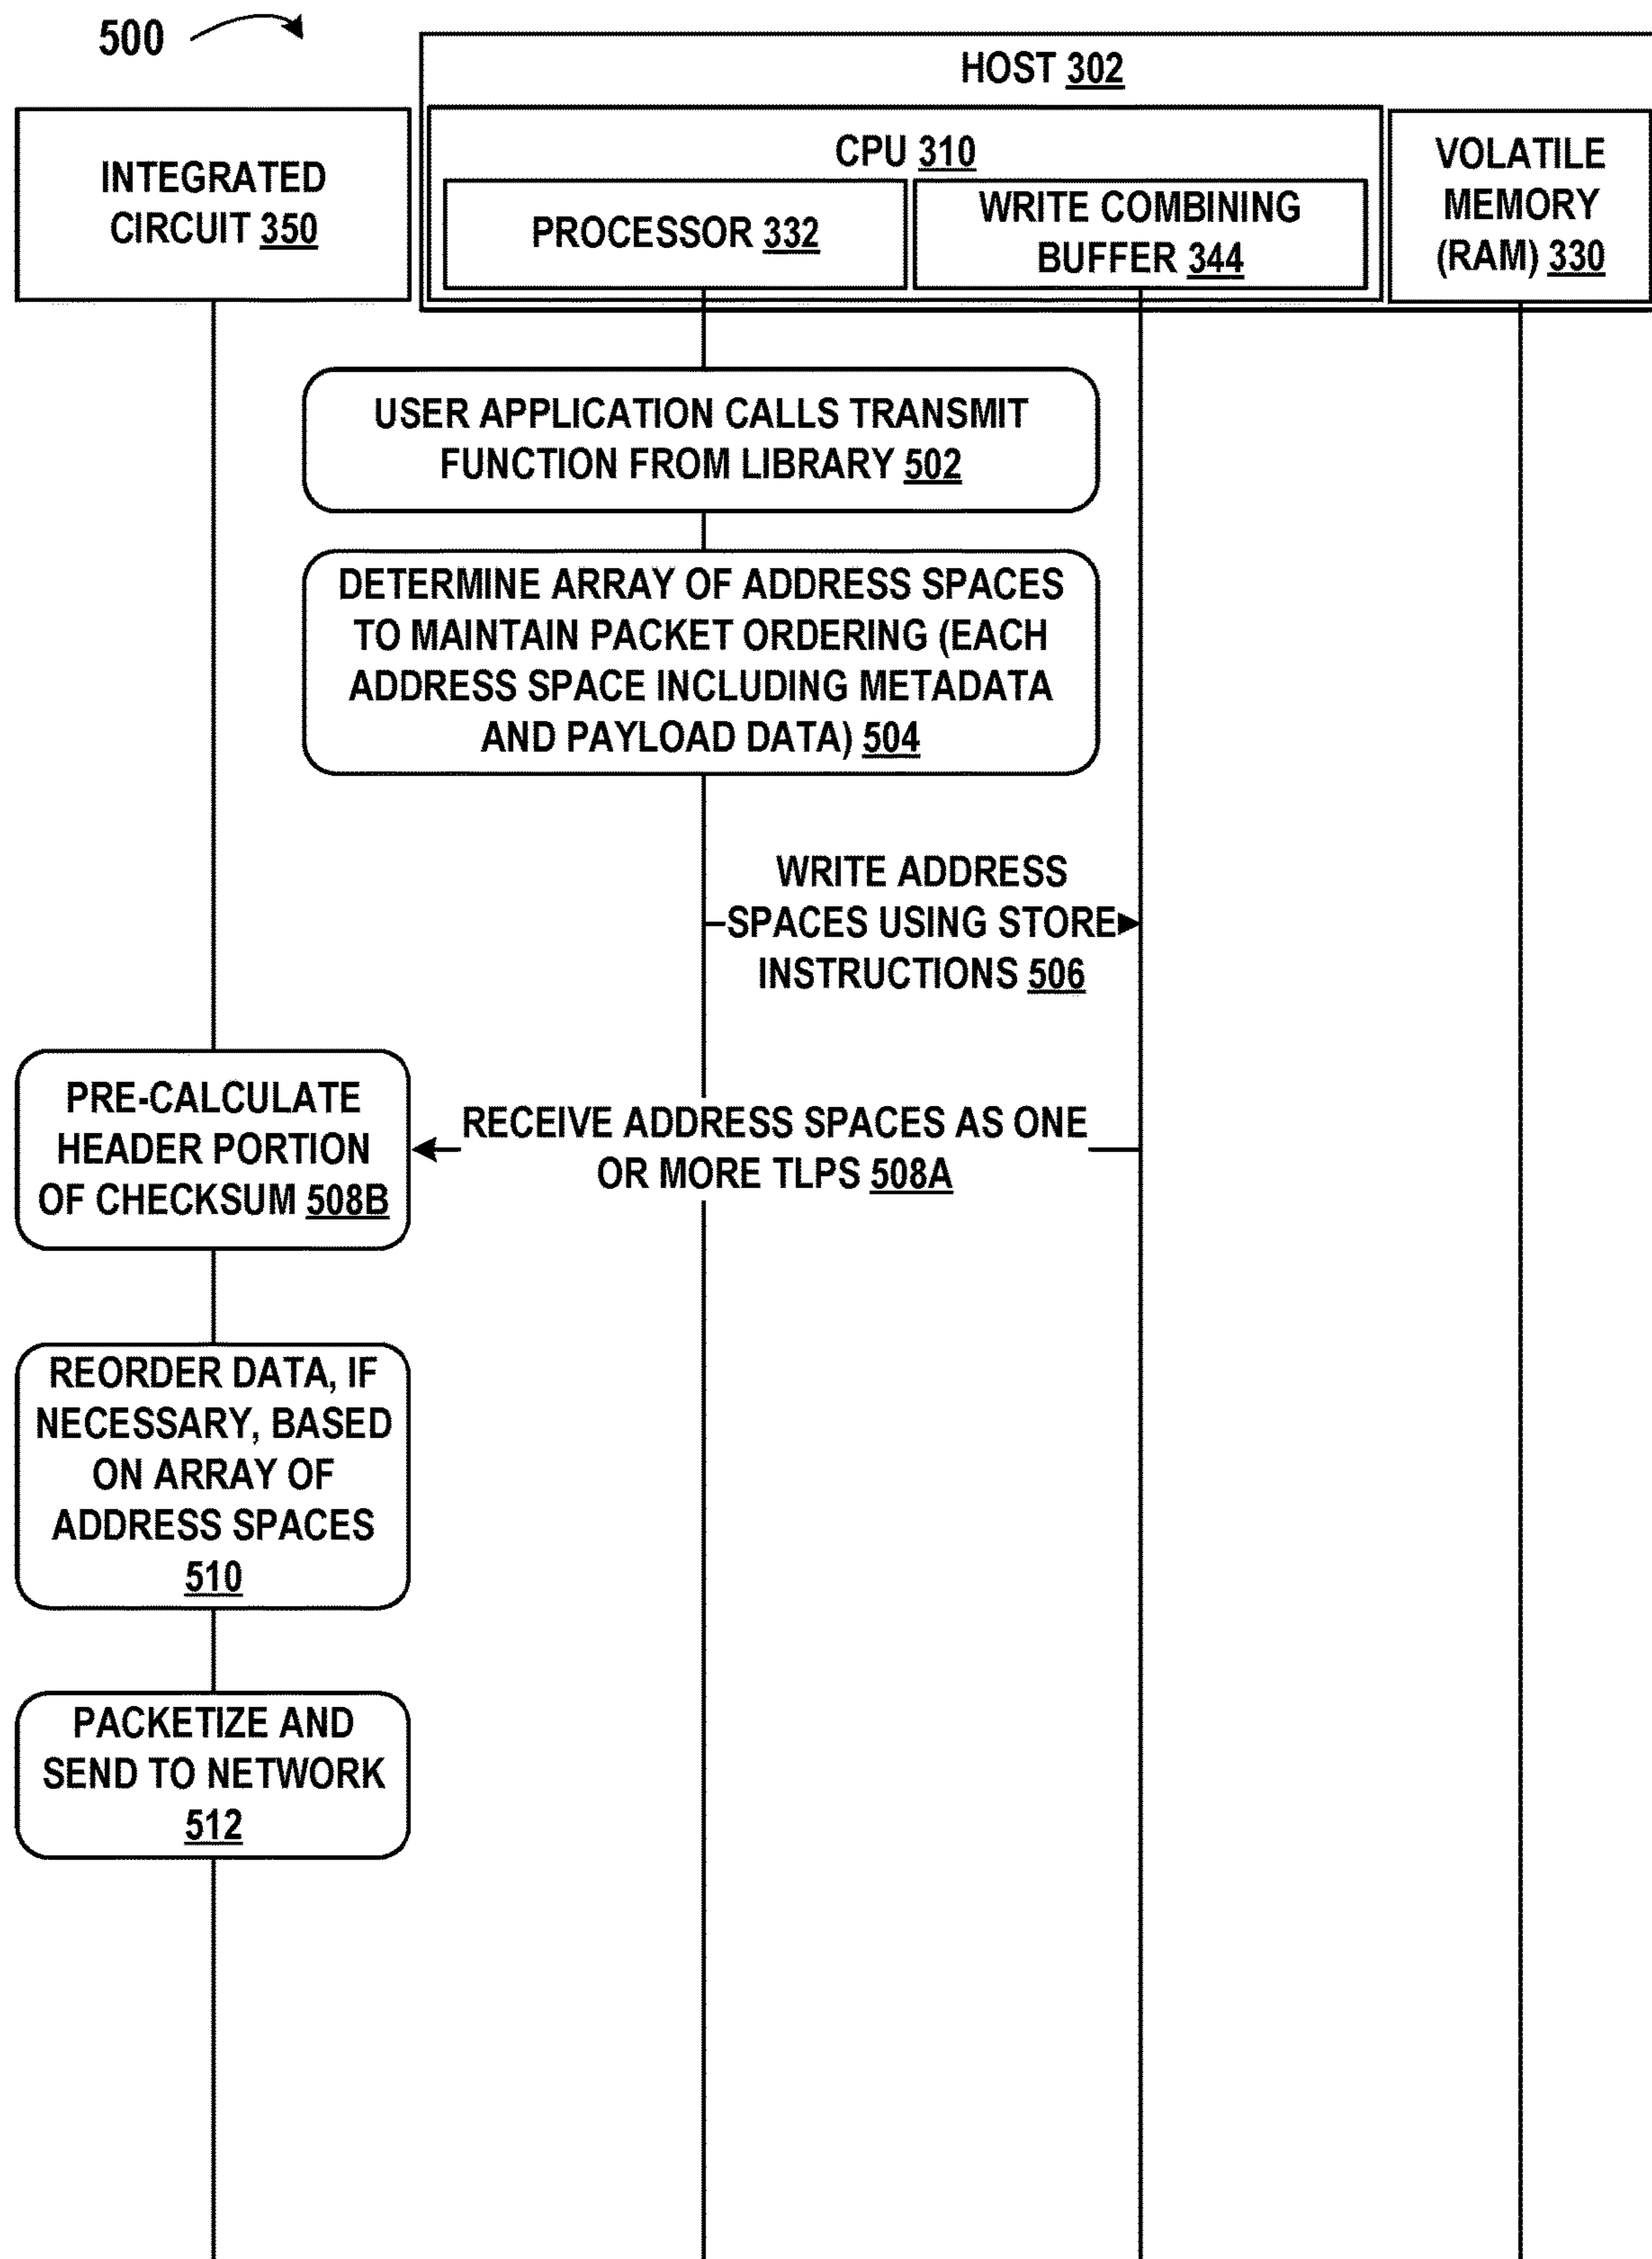 500
HOST 302
INTEGRATED
CIRCUIT 350
CPU 310
PROCESSOR 332
WRITE COMBINING
BUFFER 344
VOLATILE
MEMORY
(RAM) 330
USER APPLICATION CALLS TRANSMIT
FUNCTION FROM LIBRARY 502
DETERMINE ARRAY OF ADDRESS SPACES
TO MAINTAIN PACKET ORDERING (EACH
ADDRESS SPACE INCLUDING METADATA
AND PAYLOAD DATA) 504
WRITE ADDRESS
SPACES USING STORE
INSTRUCTIONS 506
PRE-CALCULATE
HEADER PORTION
OF CHECKSUM 508B
RECEIVE ADDRESS SPACES AS ONE
OR MORE TLPS 508A
REORDER DATA, IF
NECESSARY, BASED
ON ARRAY OF
ADDRESS SPACES
510
PACKETIZE AND
SEND TO NETWORK
512